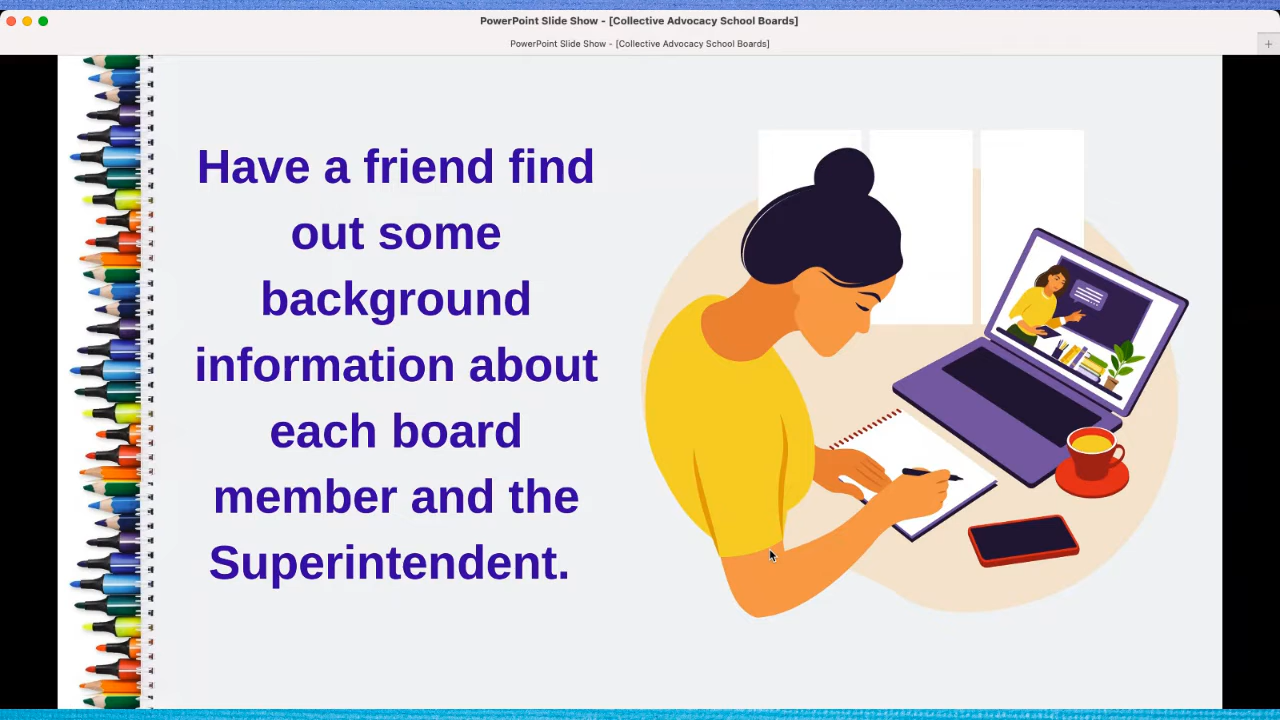 PowerPoint Slide Show - [Collective Advocacy School Boards]
PowerPoint Slide Show - [Collective Advocacy School Boards]
Have a friend find
out some
background
information about
each board
member and the
Superintendent.